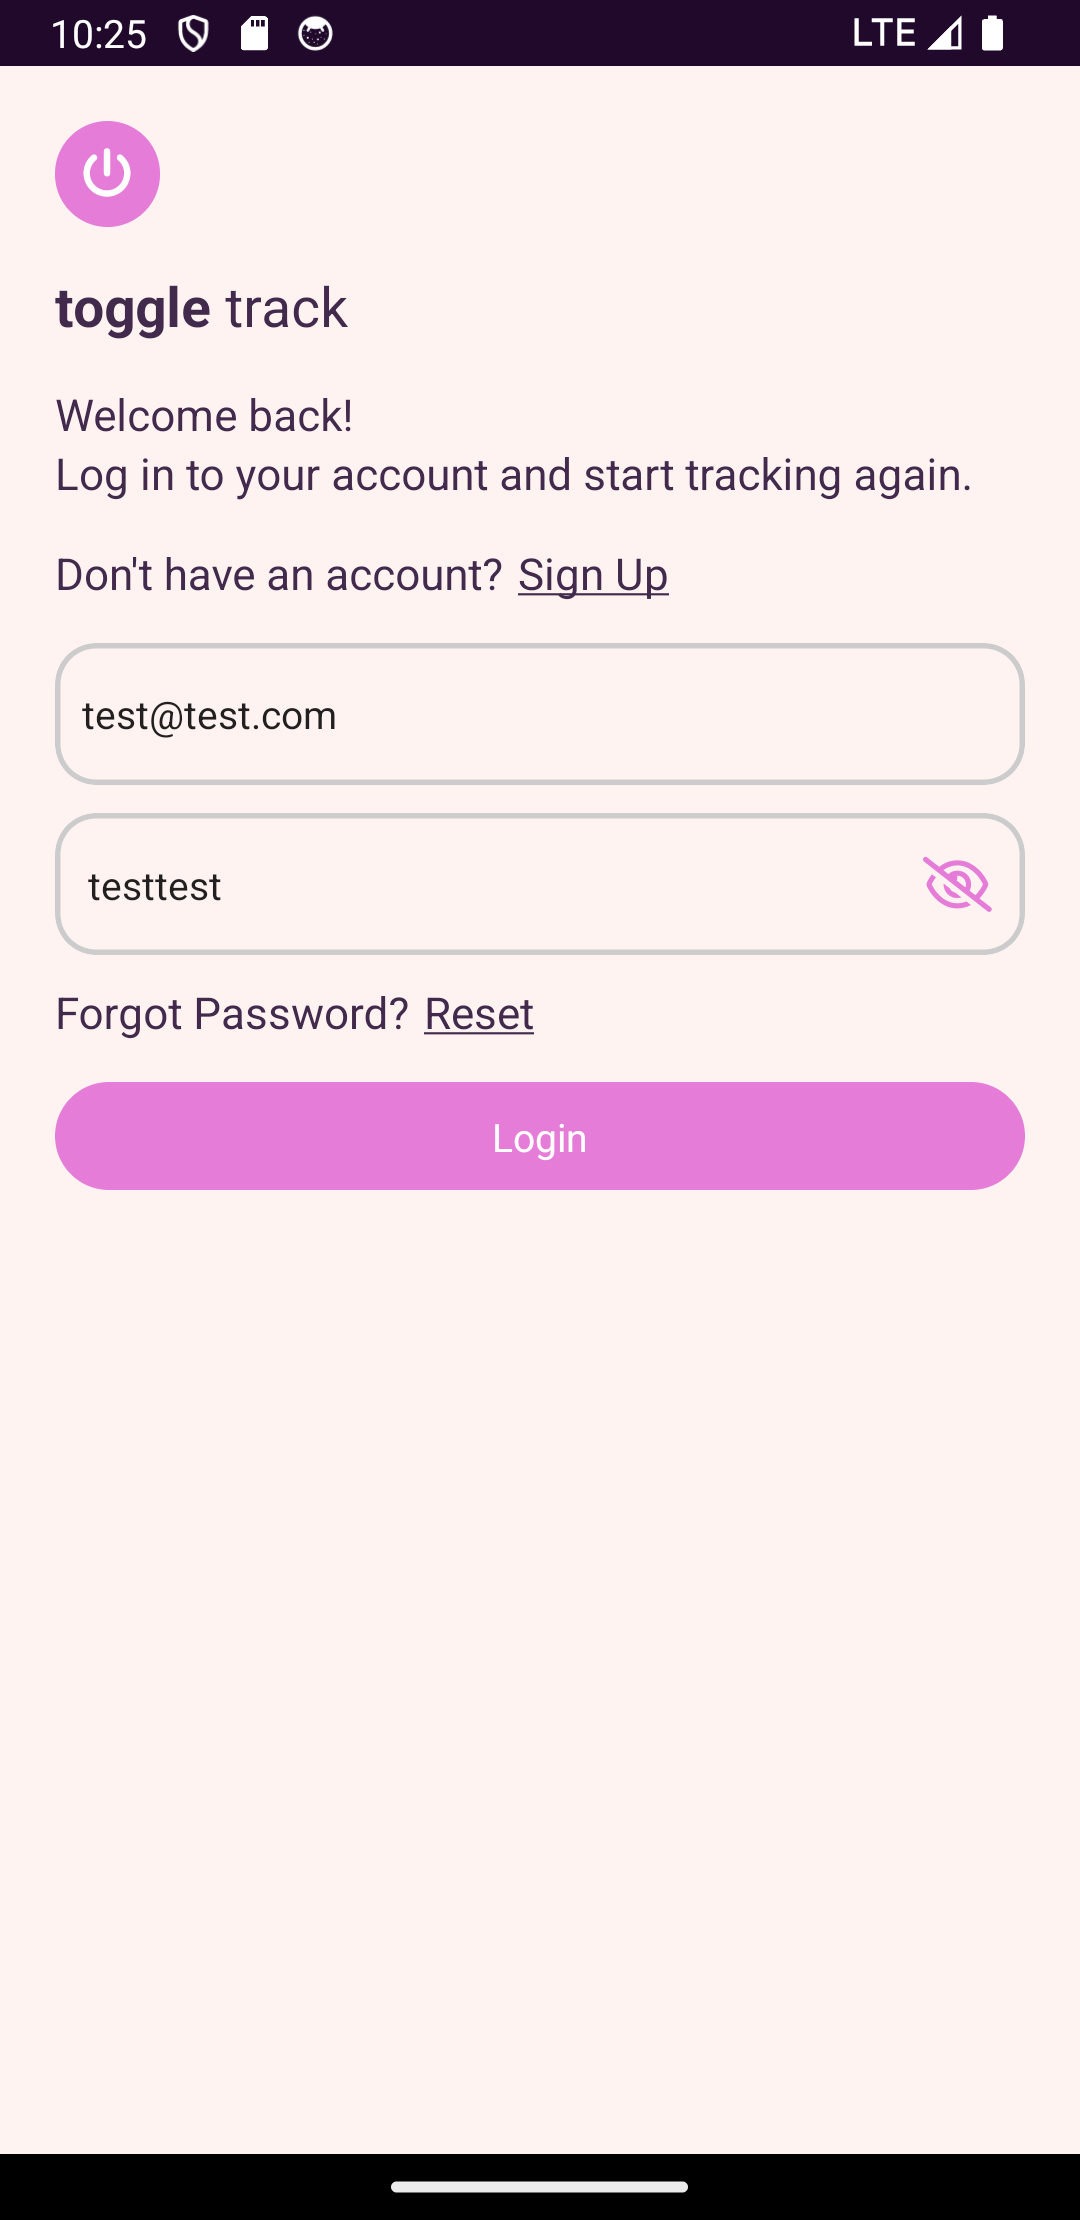 10:25 LTE
toggle track
Welcome back!
Log in to your account and start tracking again.
Don't have an account? Sign Up
test@test.com
testtest
Forgot Password? Reset
Login